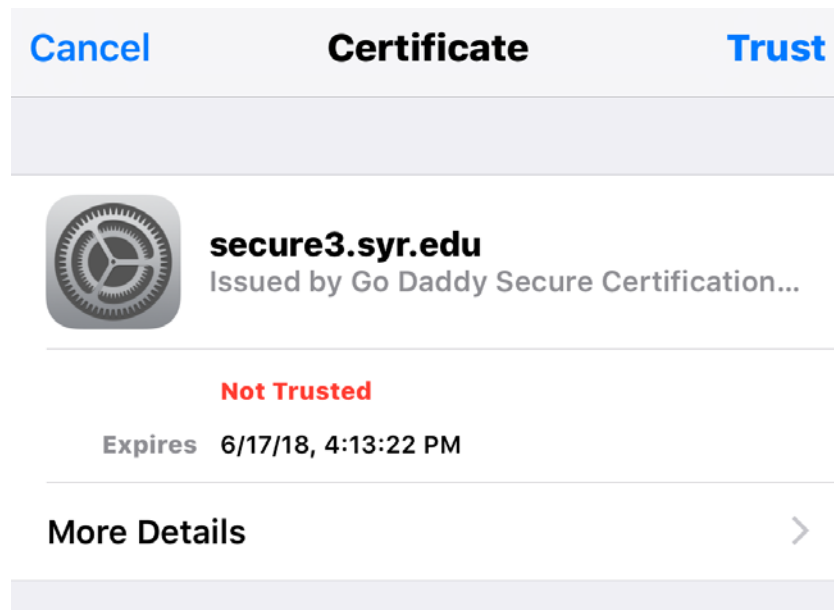 Cancel Certificate Trust
secure3.syr.edu
Issued by Go Daddy Secure Certification...
Not Trusted
Expires 6/17/18, 4:13:22 PM
More Details